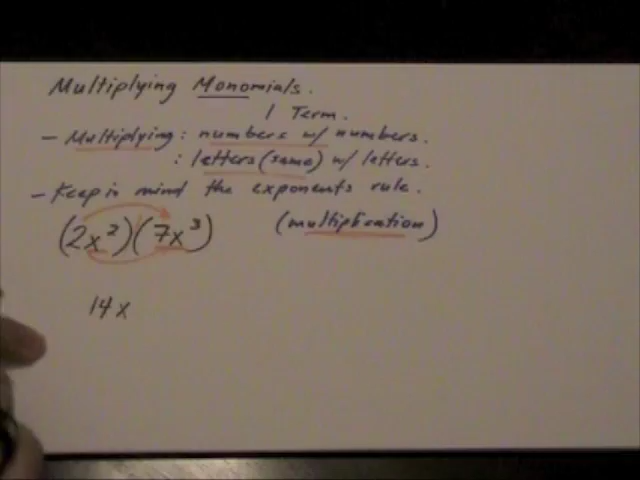 Multiplying Monomials.
1 Term.
- Multiplying: numbers w/ numbers.
: letters (same) w/ letters.
- Keep in mind the exponents rule.
(multiplication)
(2x²)(7x³)
14x